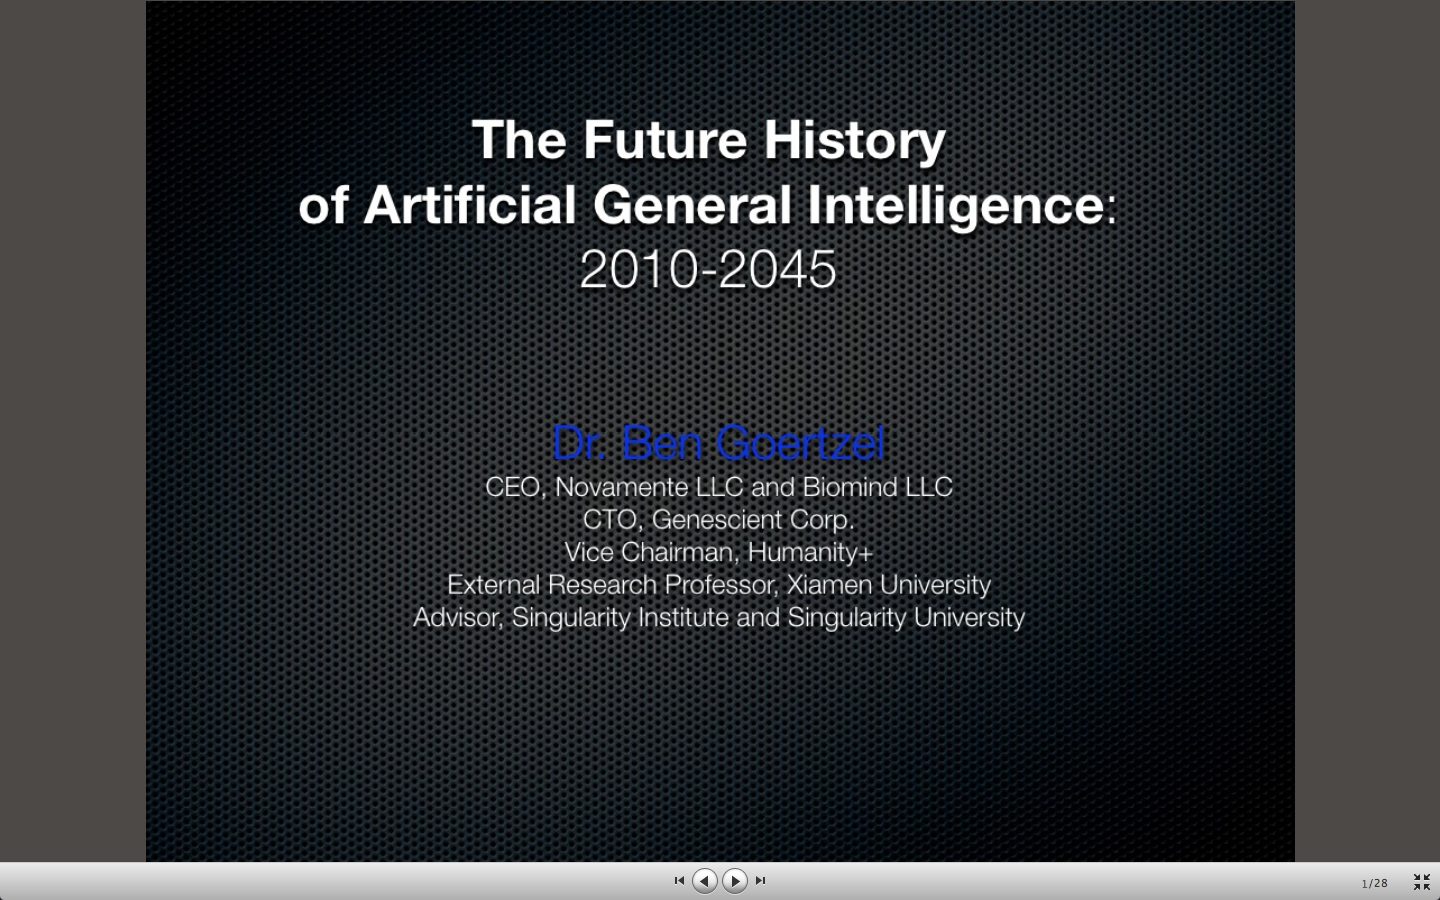 The Future History
of Artificial General Intelligence:
2010-2045
Dr. Ben Goertzel
CEO, Novamente LLC and Biomind LLC
CTO, Genescient Corp.
Vice Chairman, Humanity+
External Research Professor, Xiamen University
Advisor, Singularity Institute and Singularity University
1/28